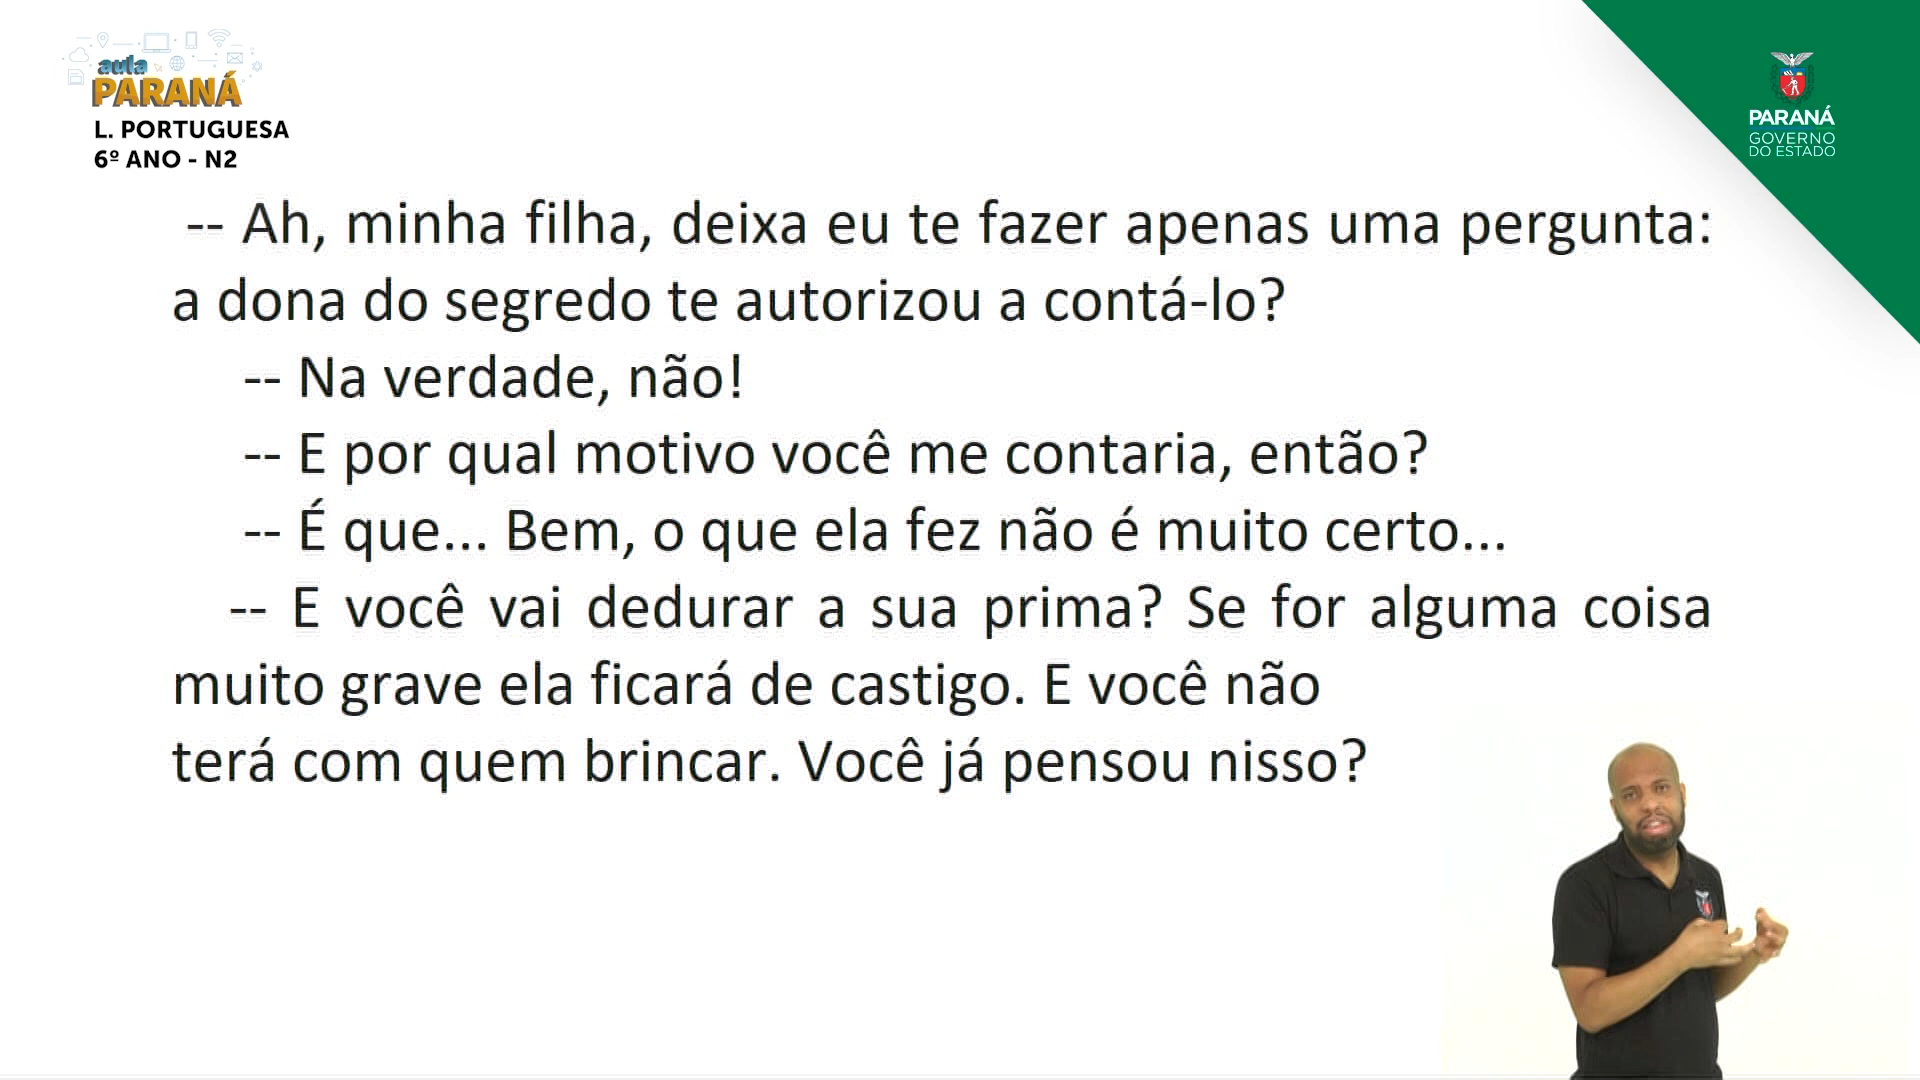 aula
PARANÁ
L. PORTUGUESA
6º ANO - N2
PARANÁ
GOVERNO
DO ESTADO
-- Ah, minha filha, deixa eu te fazer apenas uma pergunta:
a dona do segredo te autorizou a contá-lo?
-- Na verdade, não!
-- E por qual motivo você me contaria, então?
-- É que... Bem, o que ela fez não é muito certo...
-- E você vai dedurar a sua prima? Se for alguma coisa
muito grave ela ficará de castigo. E você não
terá com quem brincar. Você já pensou nisso?